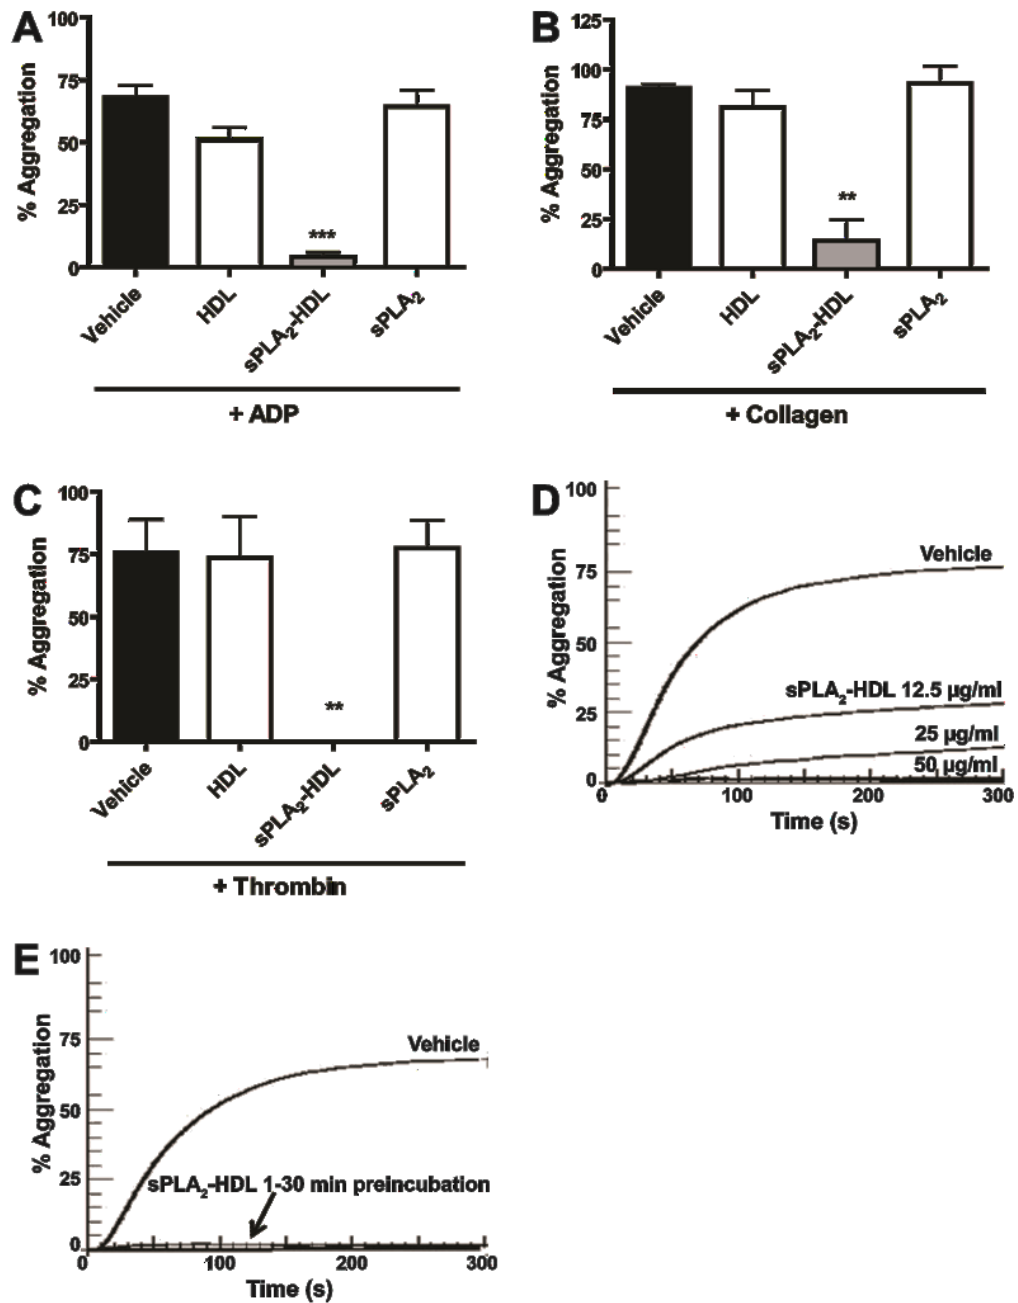 A
100
75
50
25
0
% Aggregation
***
Vehicle
HDL
sPLA₂-HDL
sPLA₂
+ ADP
B
125
100
75
50
25
0
% Aggregation
**
Vehicle
HDL
sPLA₂-HDL
sPLA₂
+ Collagen
C
100
75
50
25
0
% Aggregation
**
Vehicle
HDL
sPLA₂-HDL
sPLA₂
+ Thrombin
D
100
75
50
25
0
% Aggregation
Vehicle
sPLA₂-HDL 12.5 µg/ml
25 µg/ml
50 µg/ml
0 100 200 300
Time (s)
E
100
75
50
25
0
% Aggregation
Vehicle
sPLA₂-HDL 1-30 min preincubation
0 100 200 300
Time (s)